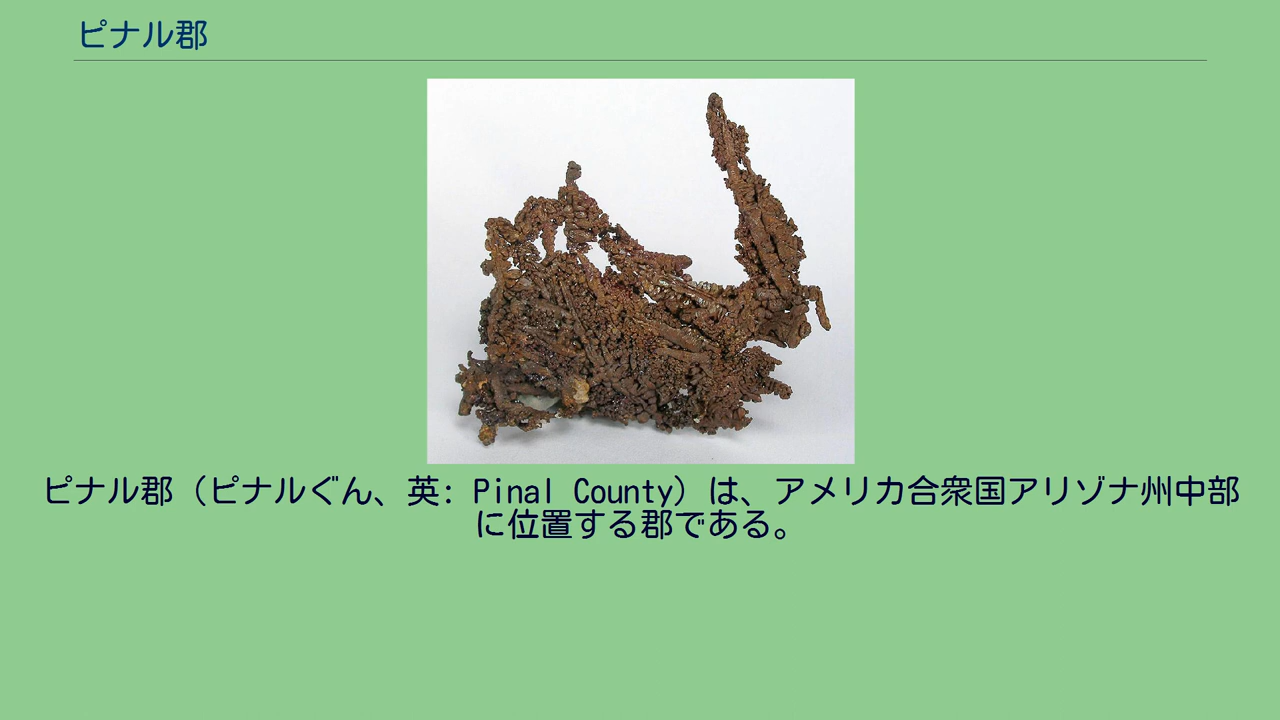 ピナル郡
ピナル郡（ピナルぐん、英: Pinal County）は、アメリカ合衆国アリゾナ州中部
に位置する郡である。